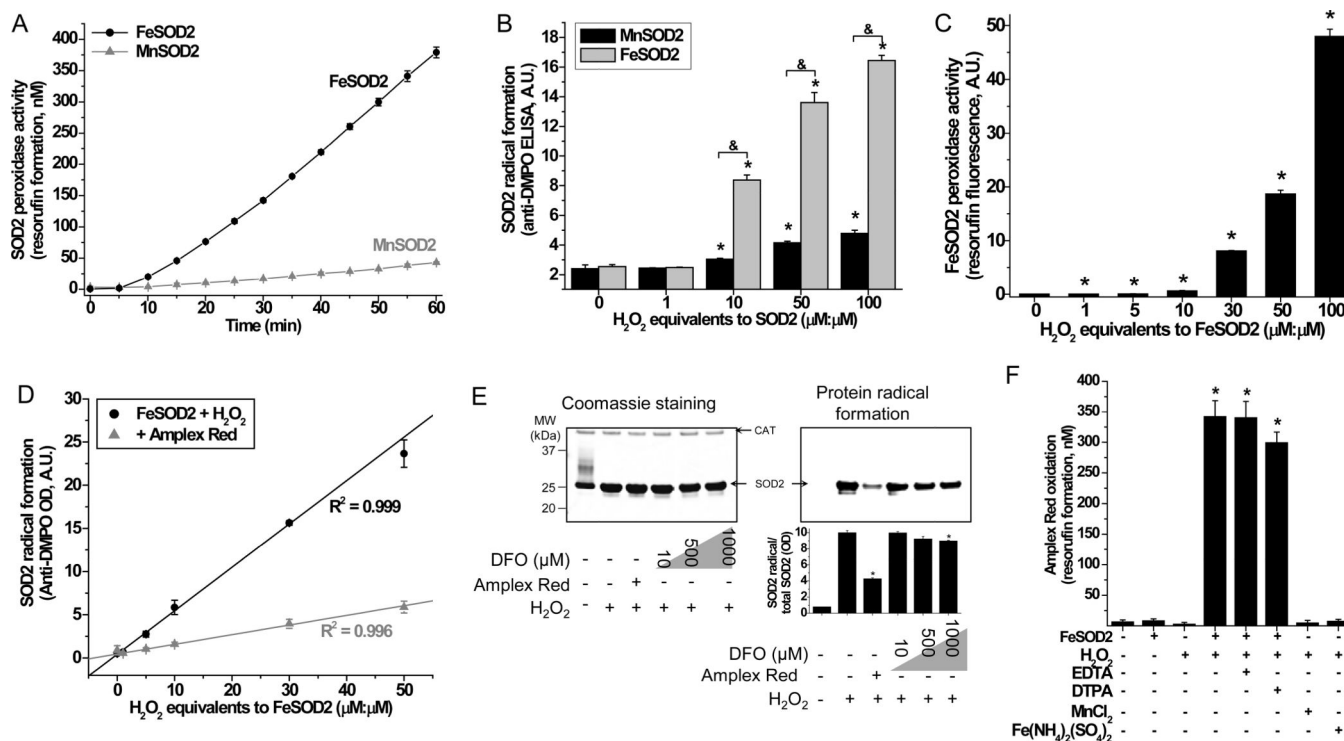 A
FeSOD2
MnSOD2
SOD2 peroxidase activity
(resorufin formation, nM)
400
350
300
250
200
150
100
50
0
FeSOD2
MnSOD2
0 10 20 30 40 50 60
Time (min)
B
MnSOD2
FeSOD2
SOD2 radical formation
(anti-DMPO ELISA, A.U.)
18
16
14
12
10
8
6
4
2
& & &
* * * * * *
0 1 10 50 100
H₂O₂ equivalents to SOD2 (µM:µM)
C
FeSOD2 peroxidase activity
(resorufin fluorescence, A.U.)
50
40
30
20
10
0
* * * * * *
0 1 5 10 30 50 100
H₂O₂ equivalents to FeSOD2 (µM:µM)
D
FeSOD2 + H₂O₂
+ Amplex Red
SOD2 radical formation
(Anti-DMPO OD, A.U.)
30
25
20
15
10
5
0
R² = 0.999
R² = 0.996
0 10 20 30 40 50
H₂O₂ equivalents to FeSOD2 (µM:µM)
E
Coomassie staining
MW
(kDa)
37
25
20
CAT
SOD2
DFO (µM) 10 500 1000
Amplex Red - - + - - -
H₂O₂ - + + + + +
Protein radical
formation
SOD2 radical/
total SOD2 (OD)
10
8
6
4
2
0
* *
DFO (µM) - - - 10 500 1000
Amplex Red - - + - - -
H₂O₂ - + + + + +
F
Amplex Red oxidation
(resorufin formation, nM)
400
350
300
250
200
150
100
50
0
* * *
FeSOD2 - + - + + + - -
H₂O₂ - - + + + + + +
EDTA - - - - + - - -
DTPA - - - - - + - -
MnCl₂ - - - - - - + -
Fe(NH₄)₂(SO₄)₂ - - - - - - - +